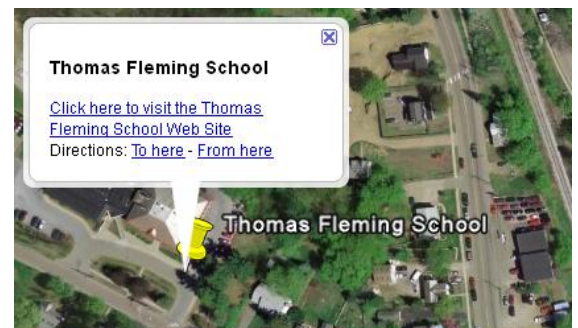 Thomas Fleming School
Click here to visit the Thomas
Fleming School Web Site
Directions: To here - From here
Thomas Fleming School